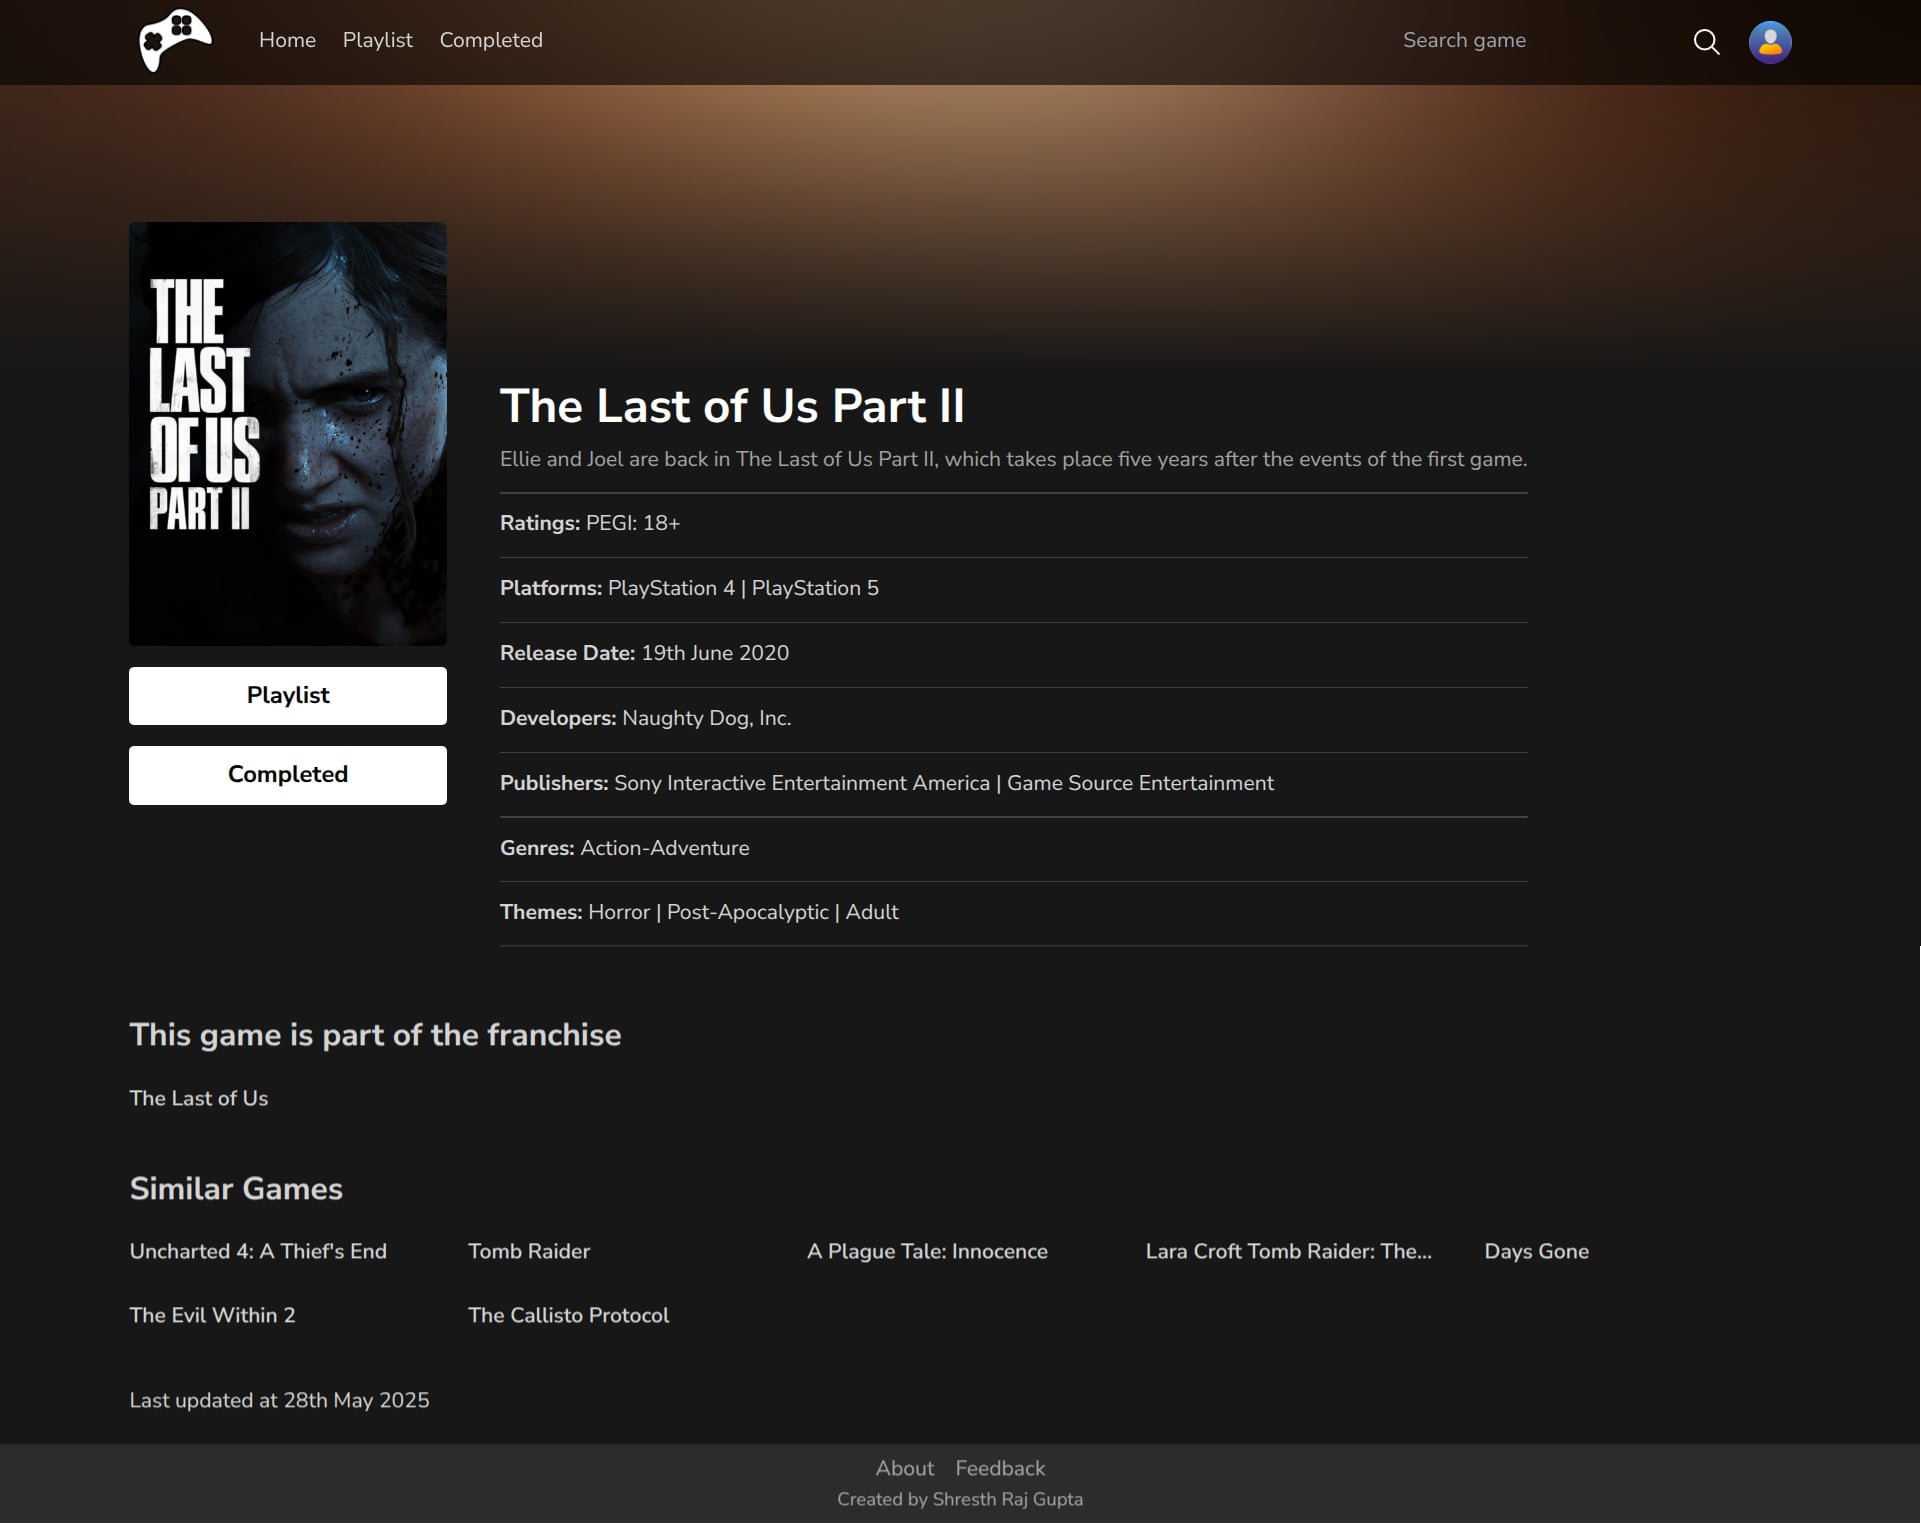 Home Playlist Completed Search game
THE
LAST
OF US
PART II
The Last of Us Part II
Ellie and Joel are back in The Last of Us Part II, which takes place five years after the events of the first game.
Ratings: PEGI: 18+
Platforms: PlayStation 4 | PlayStation 5
Release Date: 19th June 2020
Developers: Naughty Dog, Inc.
Publishers: Sony Interactive Entertainment America | Game Source Entertainment
Genres: Action-Adventure
Themes: Horror | Post-Apocalyptic | Adult
Playlist
Completed
This game is part of the franchise
The Last of Us
Similar Games
Uncharted 4: A Thief's End Tomb Raider A Plague Tale: Innocence Lara Croft Tomb Raider: The... Days Gone
The Evil Within 2 The Callisto Protocol
Last updated at 28th May 2025
About Feedback
Created by Shresth Raj Gupta